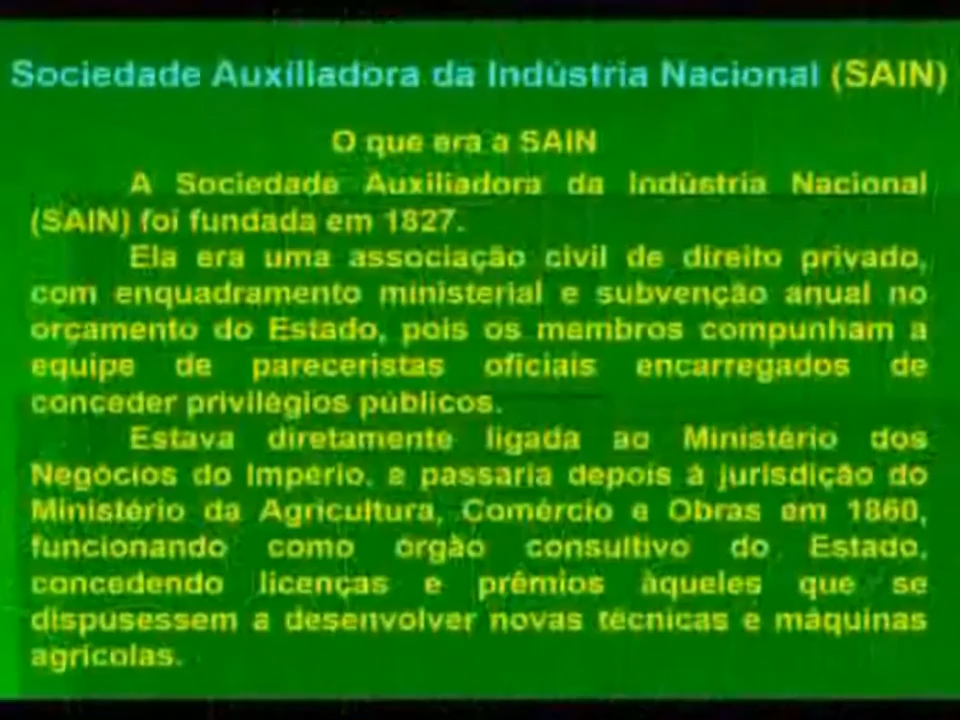 Sociedade Auxiliadora da Indústria Nacional (SAIN)
O que era a SAIN
A Sociedade Auxiliadora da Indústria Nacional
(SAIN) foi fundada em 1827.
Ela era uma associação civil de direito privado,
com enquadramento ministerial e subvenção anual no
orçamento do Estado, pois os membros compunham a
equipe de pareceristas oficiais encarregados de
conceder privilégios públicos.
Estava diretamente ligada ao Ministério dos
Negócios do Império, e passaria depois à jurisdição do
Ministério da Agricultura, Comércio e Obras em 1860,
funcionando como órgão consultivo do Estado,
concedendo licenças e prêmios àqueles que se
dispusessem a desenvolver novas técnicas e máquinas
agrícolas.